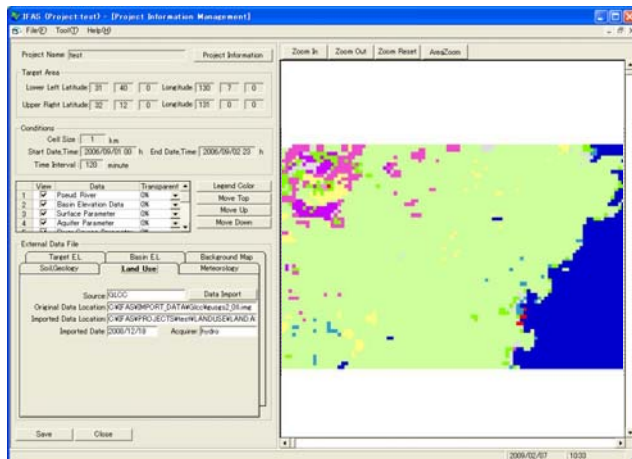 IFAS (Project:test) - [Project Information Management]
File(F) Tool(T) Help(H)
Project Name test Project Information
Target Area
Lower Left Latitude 31 40 0 Longitude 130 7 0
Upper Right Latitude 32 12 0 Longitude 131 0 0
Conditions
Cell Size 1 km
Start Date,Time 2006/09/01 00 h End Date,Time 2006/09/02 23 h
Time Interval 120 minute
View Data Transparent
1 Pseud River 0%
2 Basin Elevation Data 0%
3 Surface Parameter 0%
4 Aquifer Parameter 0%
Legend Color
Move Top
Move Up
Move Down
External Data File
Target E.L. Basin E.L. Background Map
Soil,Geology Land Use Meteorology
Source GLCC Data Import
Original Data Location
Imported Data Location
Imported Date 2008/12/18 Acquirer hydro
Save Close
Zoom In Zoom Out Zoom Reset AreaZoom
2009/02/07 10:33